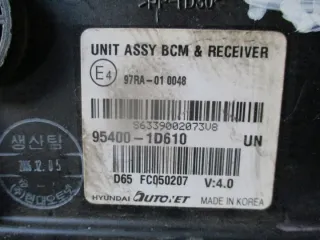 UNIT ASSY BCM & RECEIVER
E4
97RA-01 0048
S6339002073V8
95400-1D610 UN
D65 FC050207 V:4.0
HYUNDAI AUTONET MADE IN KOREA
생산팀